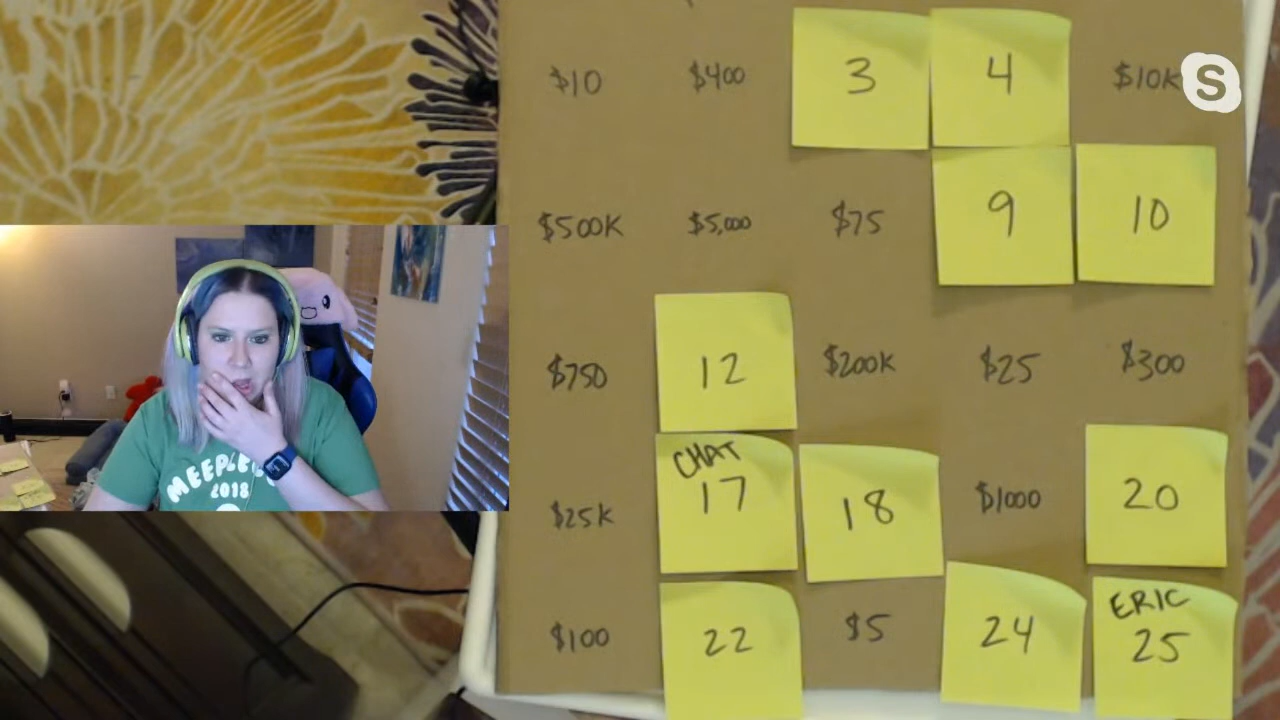 $10 $400 3 4 $10K
$500K $5,000 $75 9 10
$750 12 $200K $25 $300
CHAT
$25K 17 18 $1000 20
ERIC
$100 22 $5 24 25
MEEPLE
2018
S